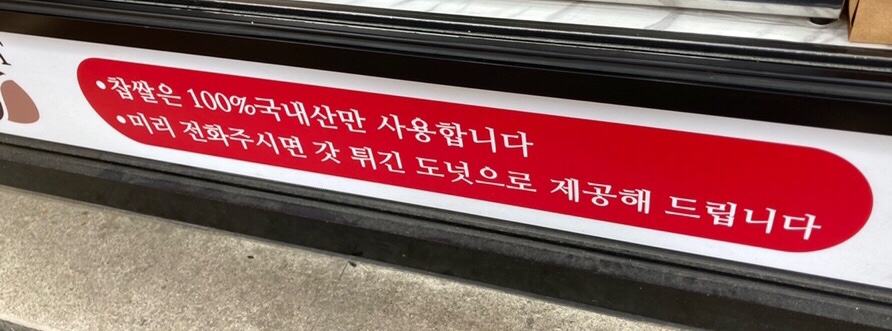 •찹쌀은 100%국내산만 사용합니다
•미리 전화주시면 갓 튀긴 도넛으로 제공해 드립니다